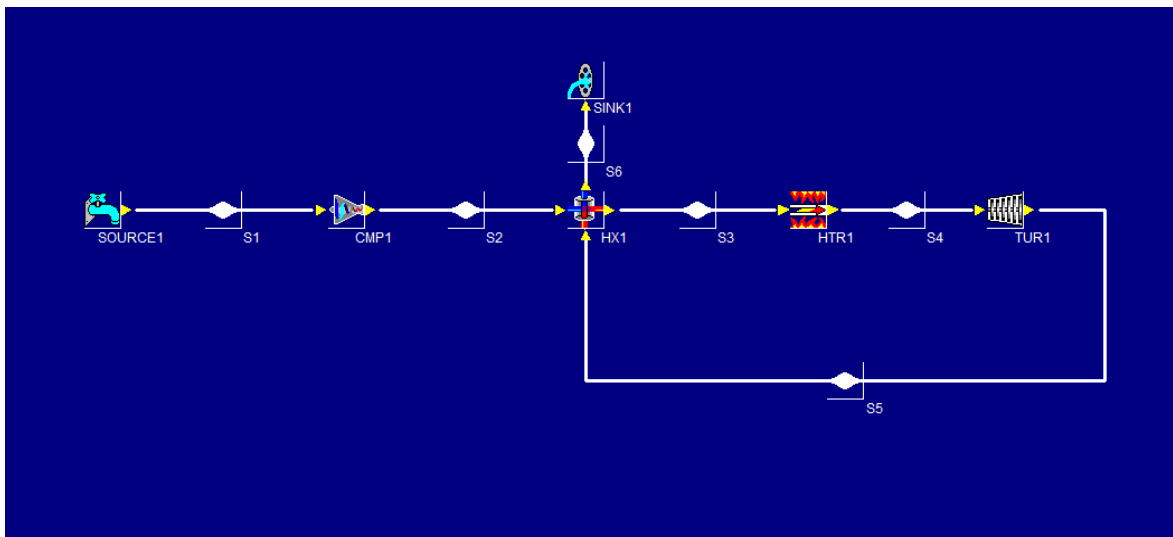 SINK1
S6
SOURCE1
S1
CMP1
S2
HX1
S3
HTR1
S4
TUR1
S5